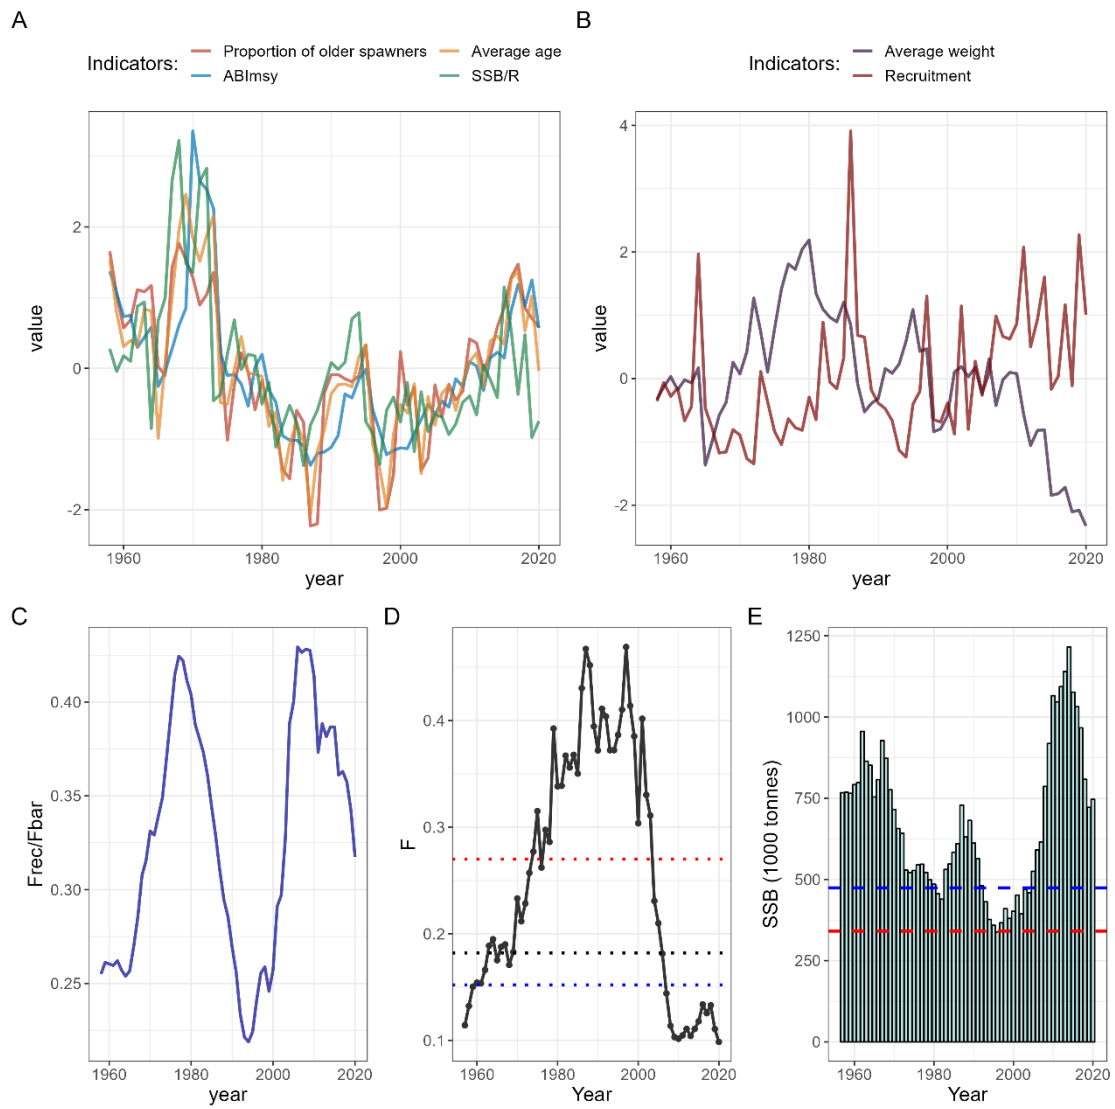 A
Indicators:
Proportion of older spawners
Average age
ABImsy
SSB/R
value
2
0
-2
1960
1980
2000
2020
year
B
Indicators:
Average weight
Recruitment
value
4
2
0
-2
1960
1980
2000
2020
year
C
Frec/Fbar
0.40
0.35
0.30
0.25
1960
1980
2000
2020
year
D
F
0.4
0.3
0.2
0.1
1960
1980
2000
2020
Year
E
SSB (1000 tonnes)
1250
1000
750
500
250
0
1960
1980
2000
2020
Year